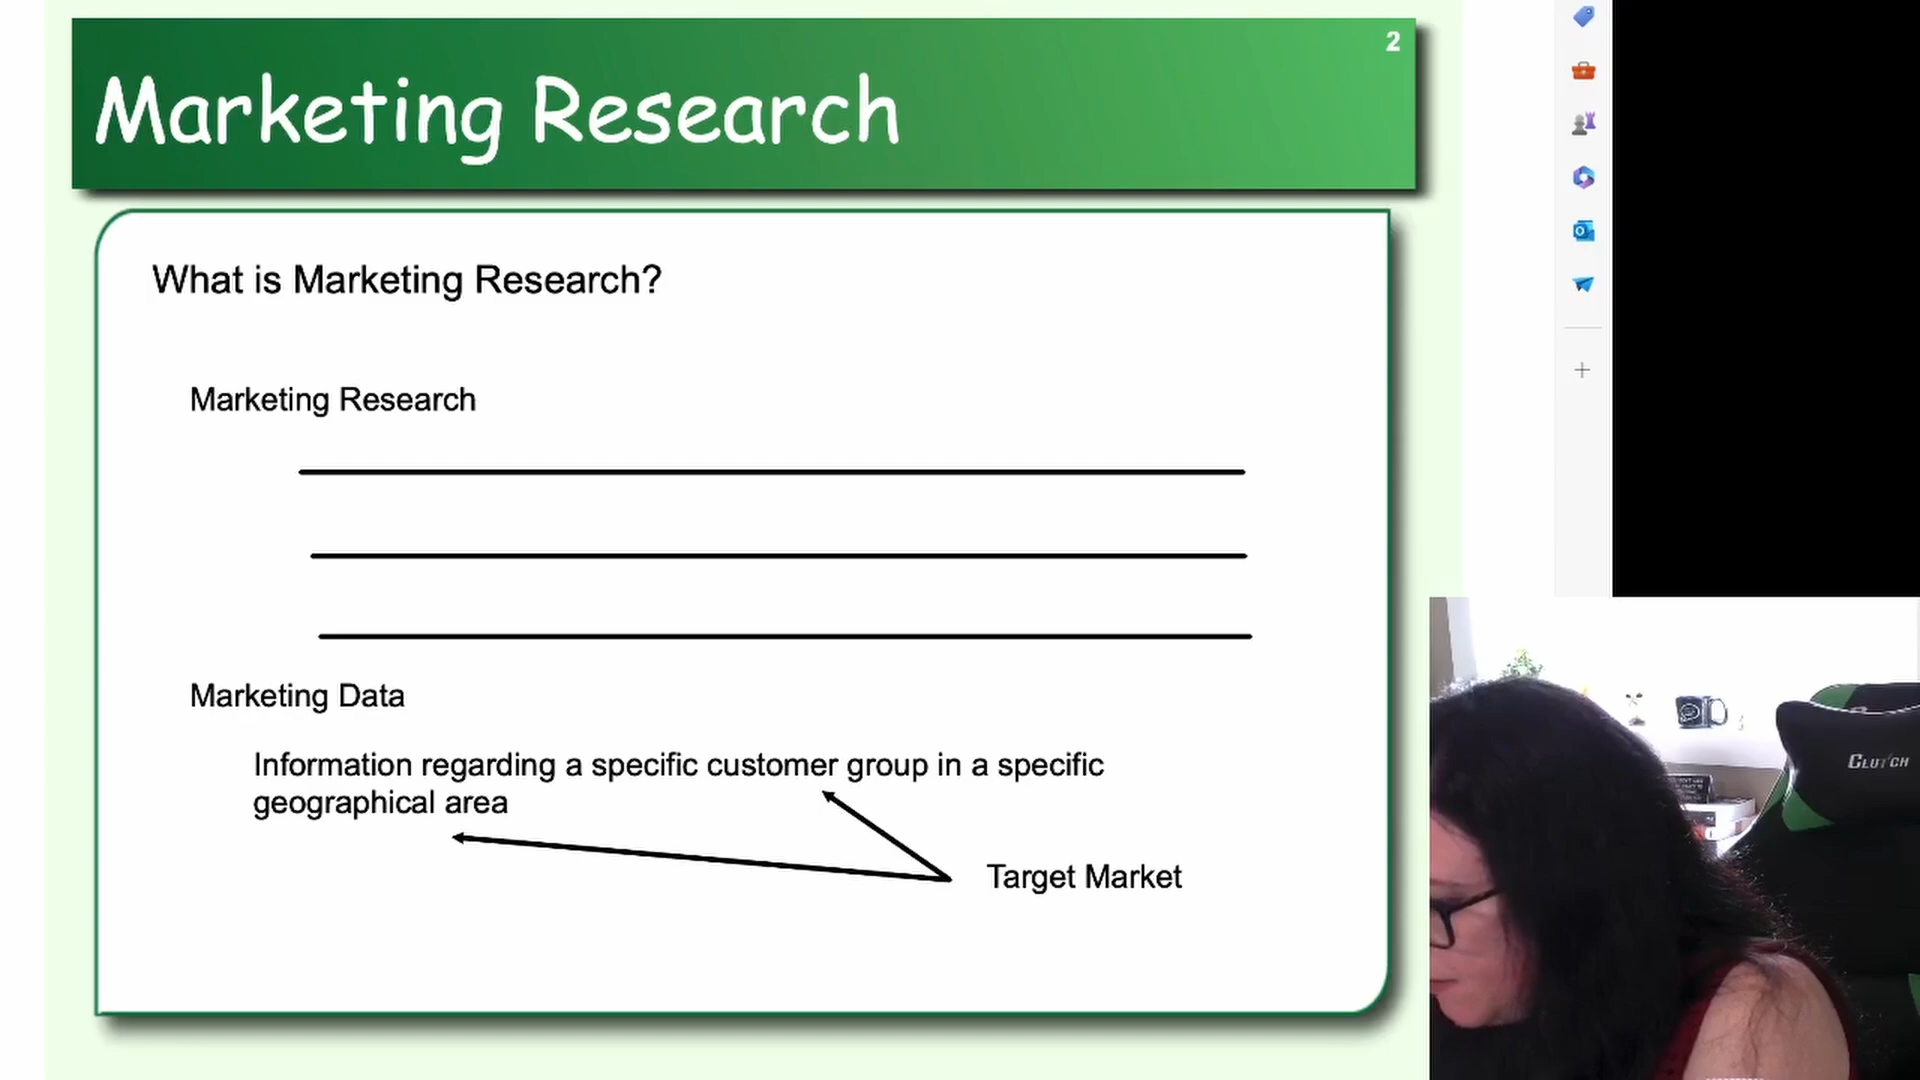 2
Marketing Research
What is Marketing Research?
Marketing Research
Marketing Data
Information regarding a specific customer group in a specific
geographical area
Target Market
CLUTCH